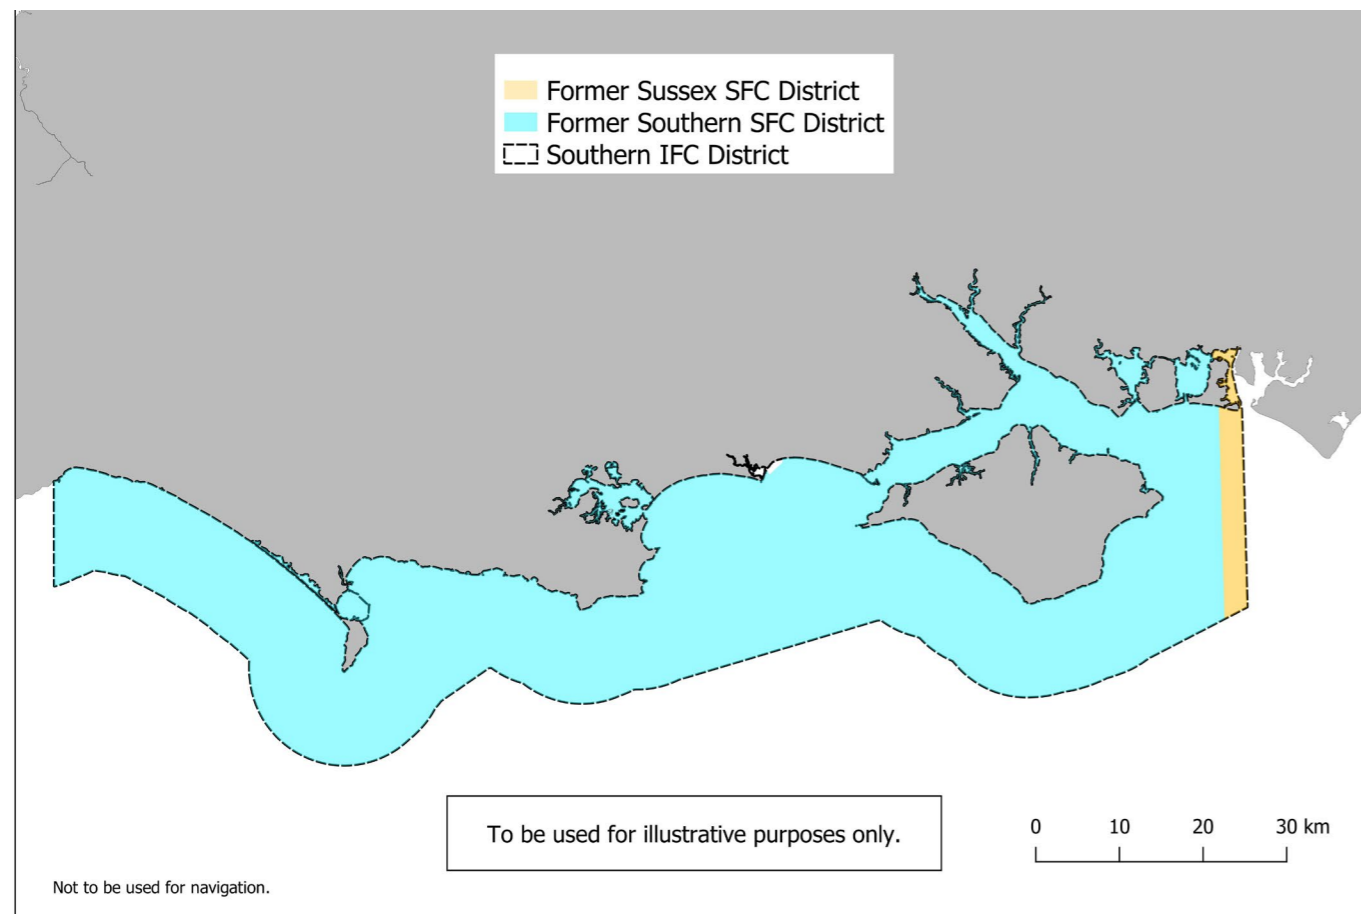 Former Sussex SFC District
Former Southern SFC District
Southern IFC District
To be used for illustrative purposes only.
0 10 20 30 km
Not to be used for navigation.